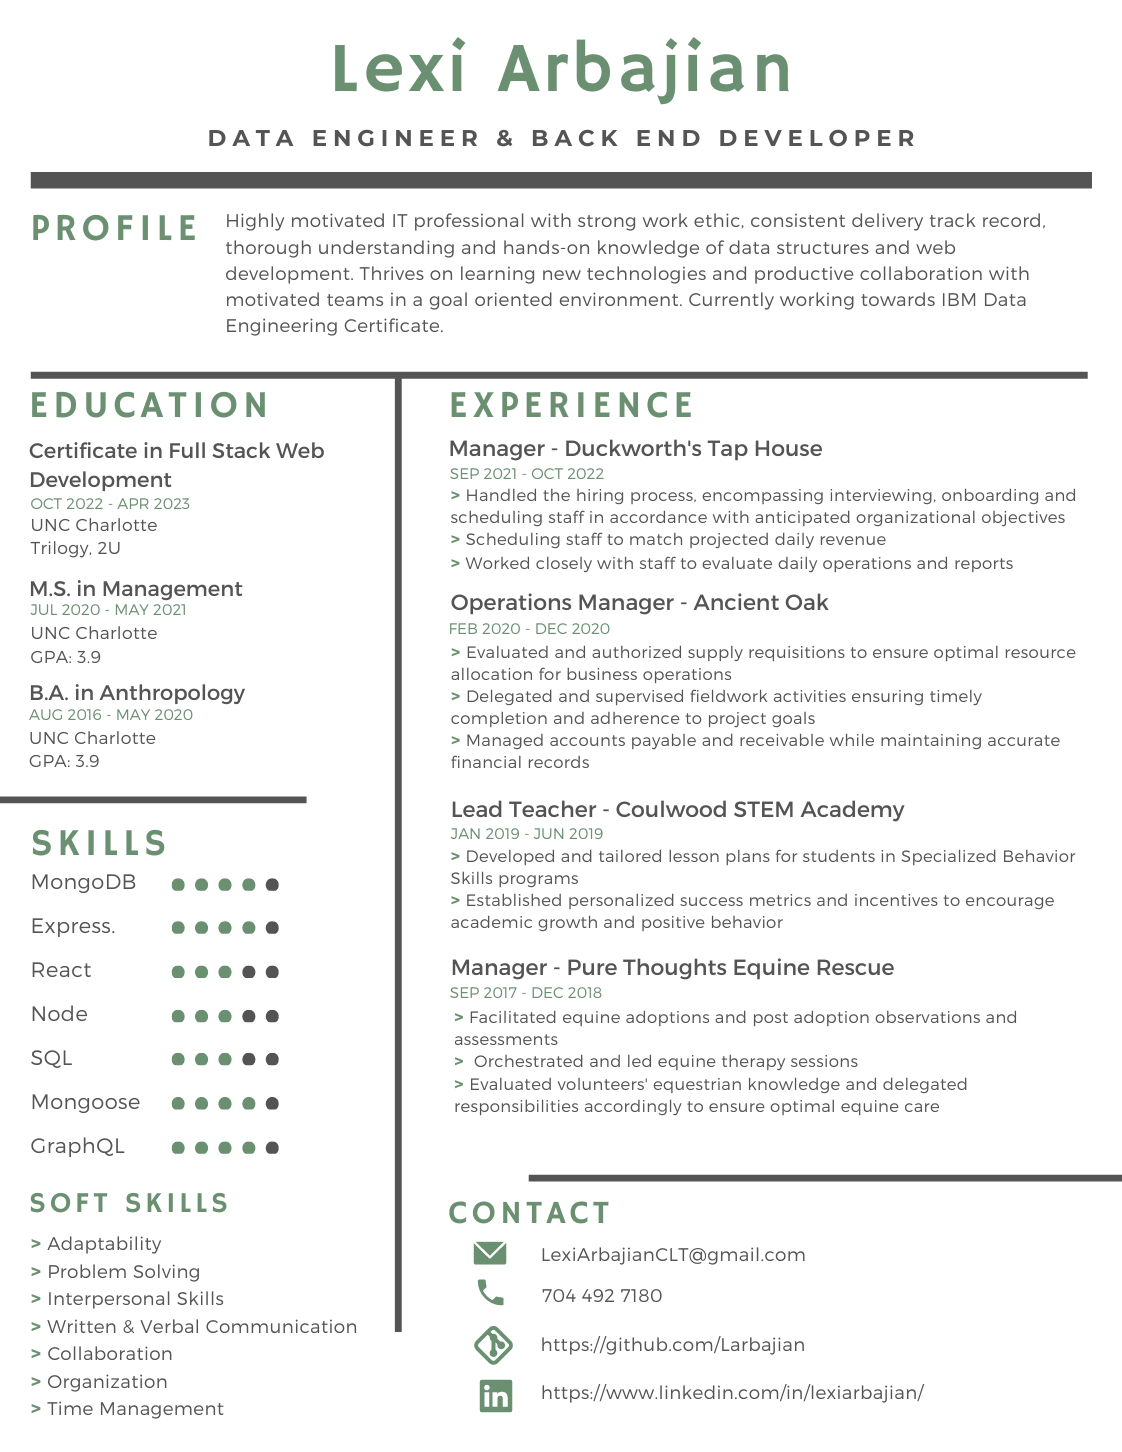 Lexi Arbajian
DATA ENGINEER & BACK END DEVELOPER
PROFILE
Highly motivated IT professional with strong work ethic, consistent delivery track record,
thorough understanding and hands-on knowledge of data structures and web
development. Thrives on learning new technologies and productive collaboration with
motivated teams in a goal oriented environment. Currently working towards IBM Data
Engineering Certificate.
EDUCATION
Certificate in Full Stack Web
Development
OCT 2022 - APR 2023
UNC Charlotte
Trilogy, 2U
M.S. in Management
JUL 2020 - MAY 2021
UNC Charlotte
GPA: 3.9
B.A. in Anthropology
AUG 2016 - MAY 2020
UNC Charlotte
GPA: 3.9
SKILLS
MongoDB
Express.
React
Node
SQL
Mongoose
GraphQL
SOFT SKILLS
> Adaptability
> Problem Solving
> Interpersonal Skills
> Written & Verbal Communication
> Collaboration
> Organization
> Time Management
EXPERIENCE
Manager - Duckworth's Tap House
SEP 2021 - OCT 2022
> Handled the hiring process, encompassing interviewing, onboarding and
scheduling staff in accordance with anticipated organizational objectives
> Scheduling staff to match projected daily revenue
> Worked closely with staff to evaluate daily operations and reports
Operations Manager - Ancient Oak
FEB 2020 - DEC 2020
> Evaluated and authorized supply requisitions to ensure optimal resource
allocation for business operations
> Delegated and supervised fieldwork activities ensuring timely
completion and adherence to project goals
> Managed accounts payable and receivable while maintaining accurate
financial records
Lead Teacher - Coulwood STEM Academy
JAN 2019 - JUN 2019
> Developed and tailored lesson plans for students in Specialized Behavior
Skills programs
> Established personalized success metrics and incentives to encourage
academic growth and positive behavior
Manager - Pure Thoughts Equine Rescue
SEP 2017 - DEC 2018
> Facilitated equine adoptions and post adoption observations and
assessments
> Orchestrated and led equine therapy sessions
> Evaluated volunteers' equestrian knowledge and delegated
responsibilities accordingly to ensure optimal equine care
CONTACT
LexiArbajianCLT@gmail.com
704 492 7180
https://github.com/Larbajian
in
https://www.linkedin.com/in/lexiarbajian/